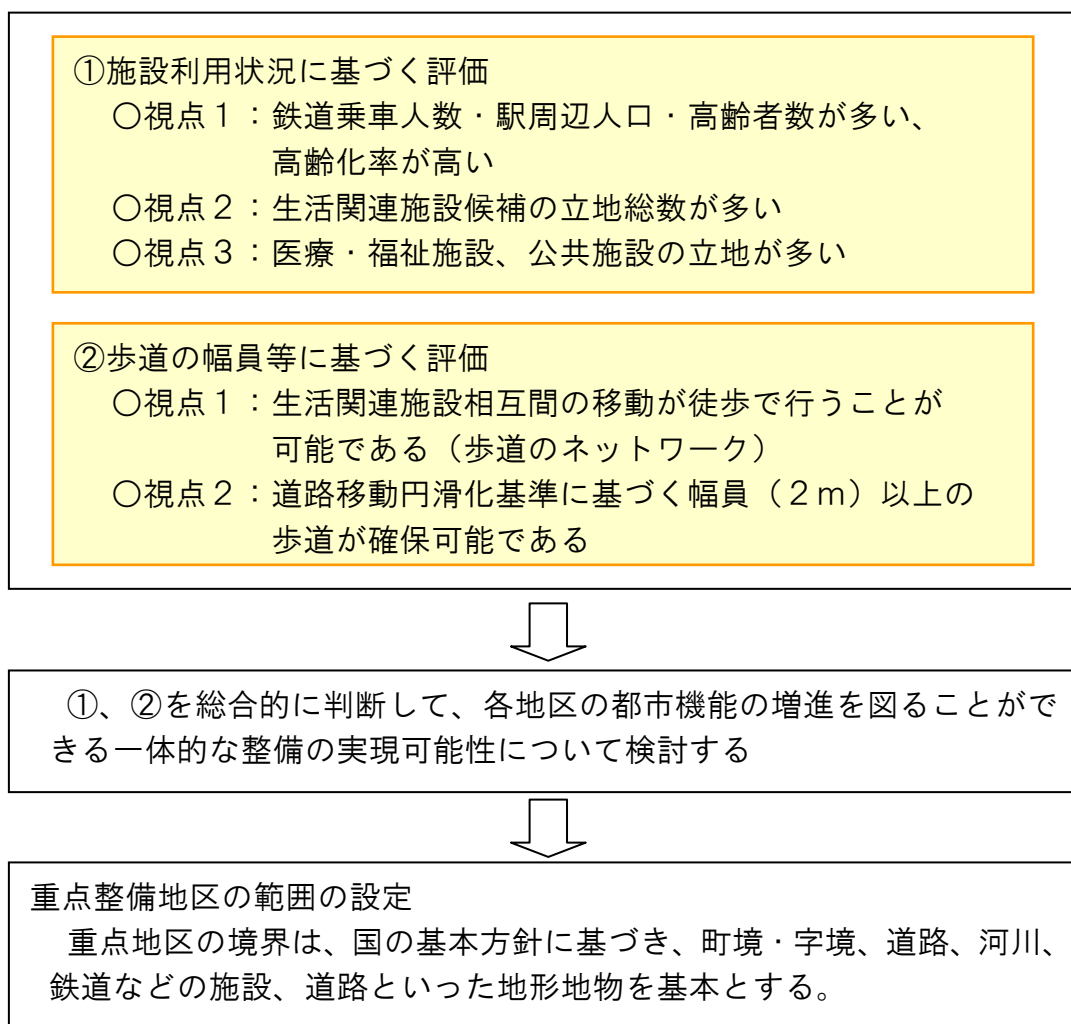 ①施設利用状況に基づく評価
○視点1：鉄道乗車人数・駅周辺人口・高齢者数が多い、
高齢化率が高い
○視点2：生活関連施設候補の立地総数が多い
○視点3：医療・福祉施設、公共施設の立地が多い
②歩道の幅員等に基づく評価
○視点1：生活関連施設相互間の移動が徒歩で行うことが
可能である（歩道のネットワーク）
○視点2：道路移動円滑化基準に基づく幅員（2m）以上の
歩道が確保可能である
①、②を総合的に判断して、各地区の都市機能の増進を図ることがで
きる一体的な整備の実現可能性について検討する
重点整備地区の範囲の設定
重点地区の境界は、国の基本方針に基づき、町境・字境、道路、河川、
鉄道などの施設、道路といった地形地物を基本とする。